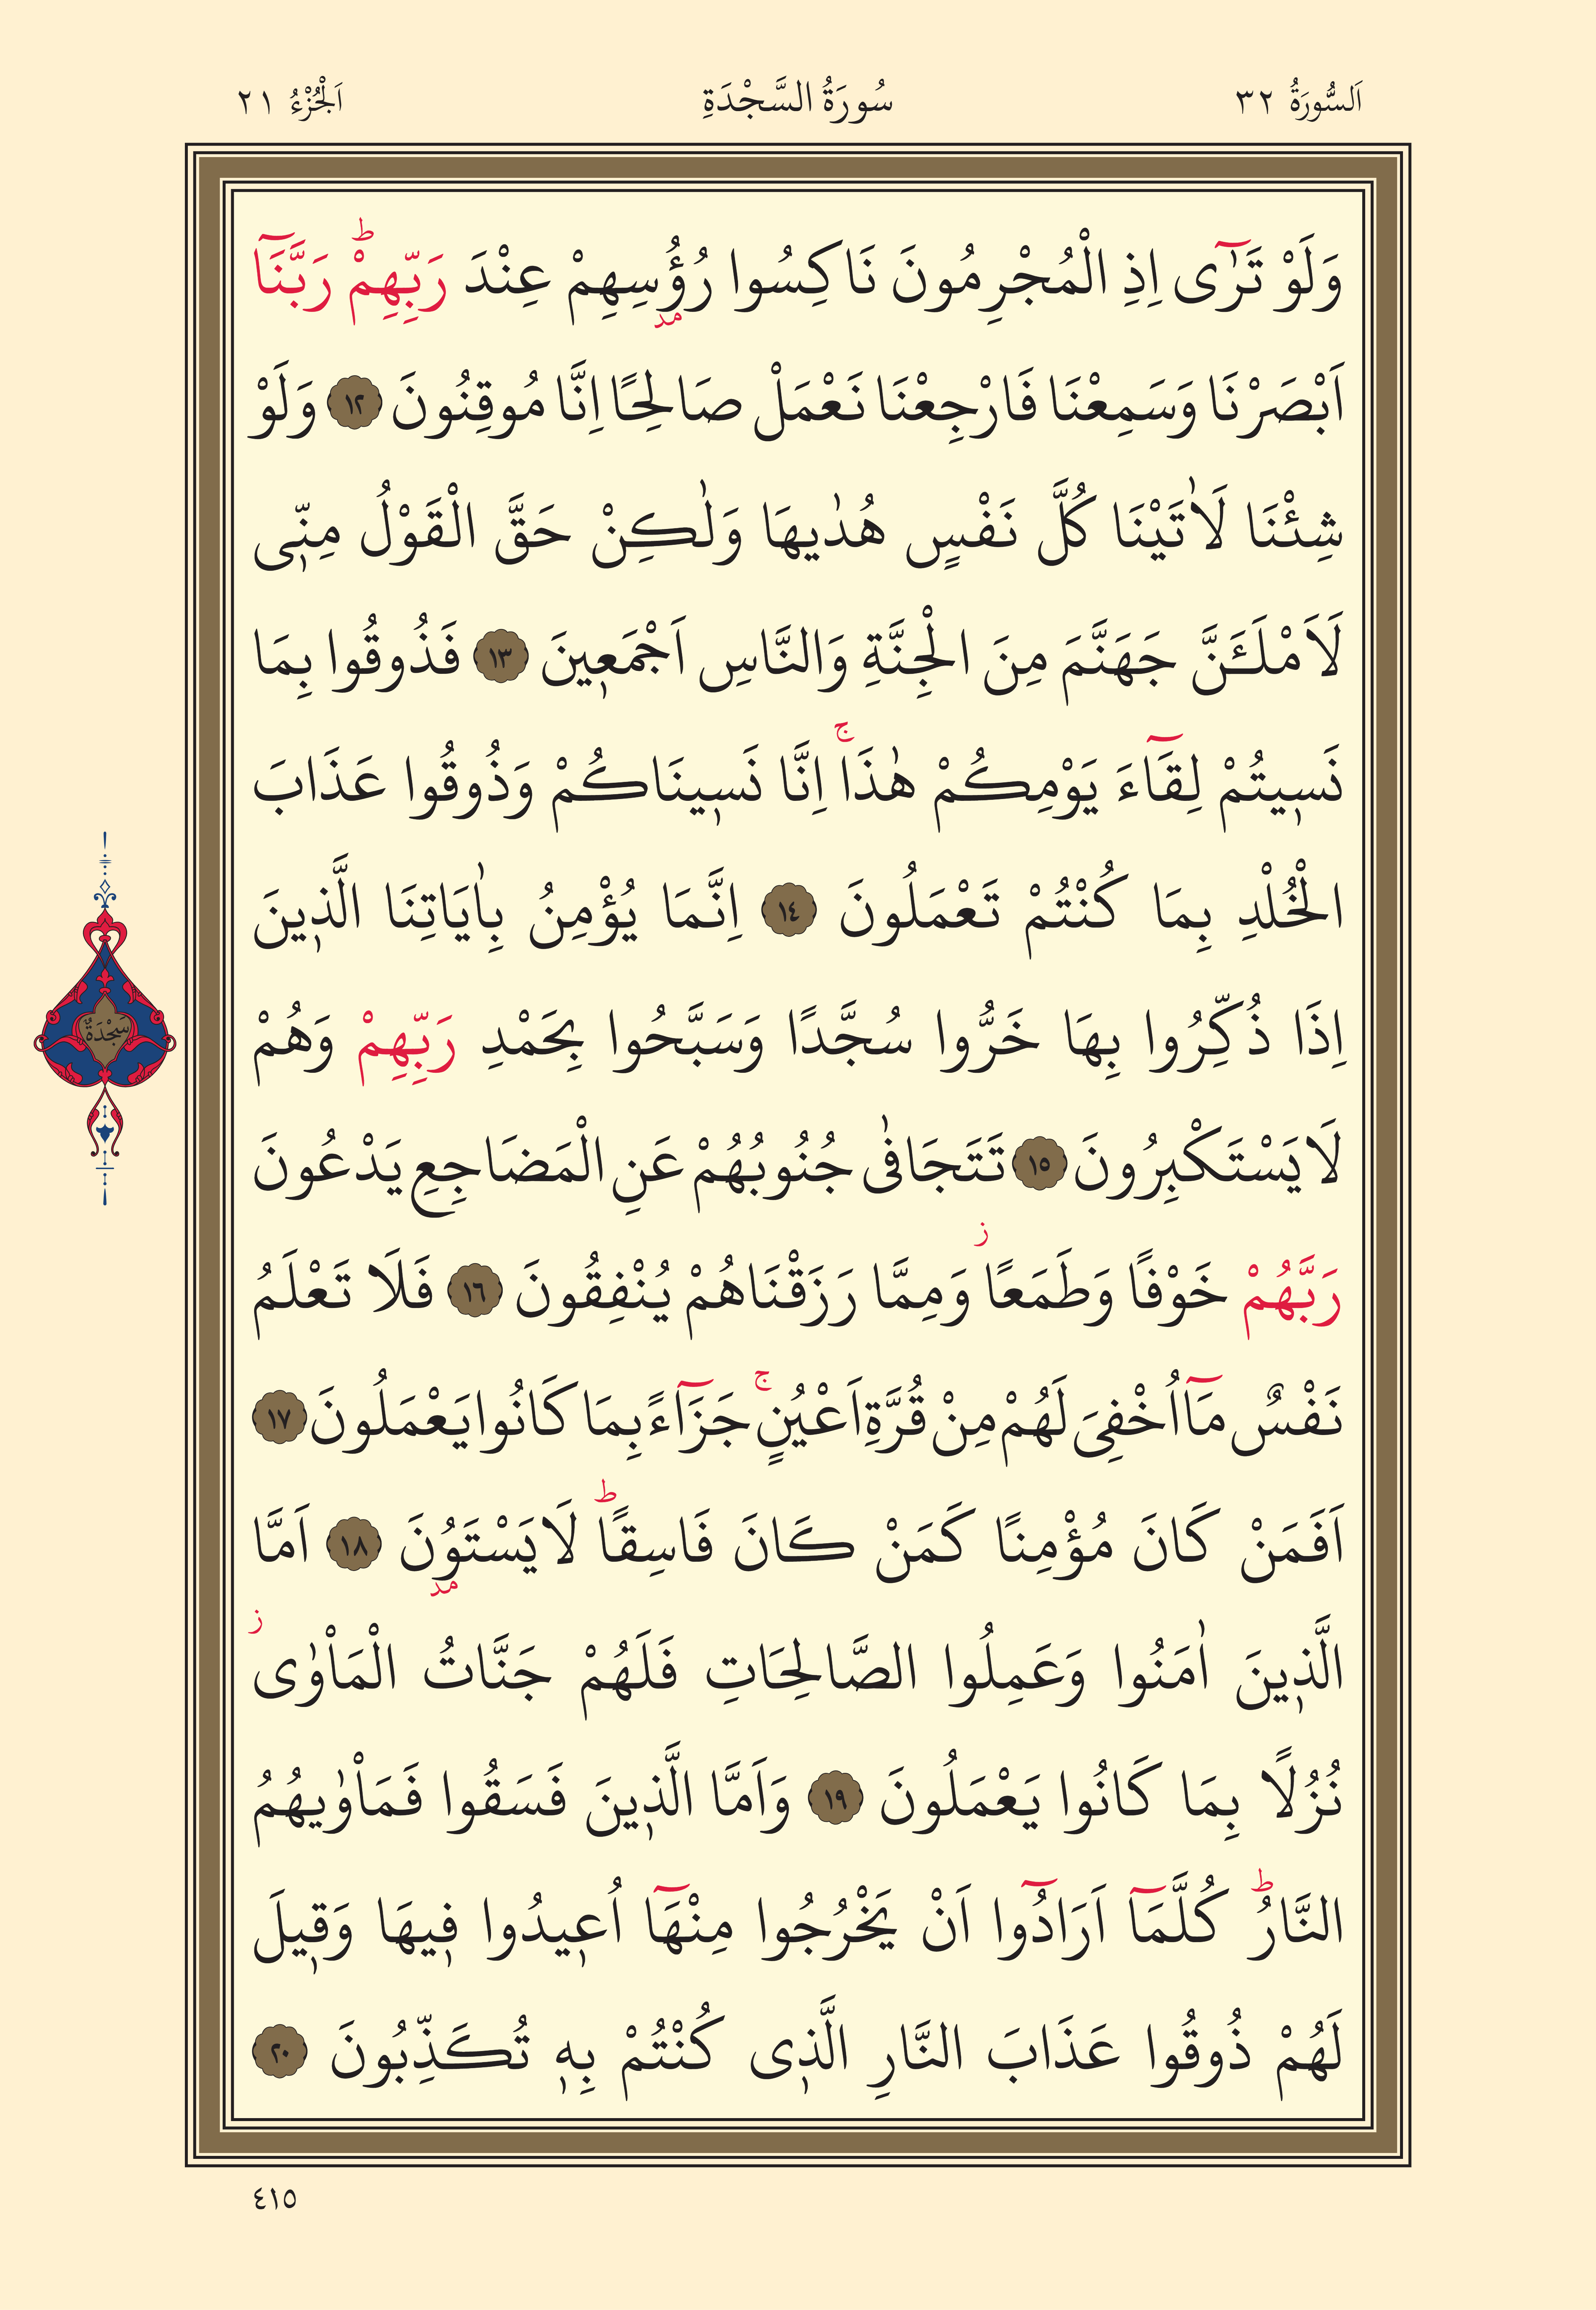 اَلسُّورَةُ ٣٢ سُورَةُ السَّجْدَةِ اَلْجُزْءُ ٢١
وَلَوْ تَرٰٓى اِذِ الْمُجْرِمُونَ نَاكِسُوا رُؤُ۫سِهِمْ عِنْدَ رَبِّهِمْۜ رَبَّنَٓا
اَبْصَرْنَا وَسَمِعْنَا فَارْجِعْنَا نَعْمَلْ صَالِحًا اِنَّا مُوقِنُونَ ﴿١٢﴾ وَلَوْ
شِئْنَا لَاٰتَيْنَا كُلَّ نَفْسٍ هُدٰيهَا وَلٰكِنْ حَقَّ الْقَوْلُ مِنّ۪ى
لَاَمْلَـَٔنَّ جَهَنَّمَ مِنَ الْجِنَّةِ وَالنَّاسِ اَجْمَع۪ينَ ﴿١٣﴾ فَذُوقُوا بِمَا
نَس۪يتُمْ لِقَٓاءَ يَوْمِكُمْ هٰذَاۚ اِنَّا نَس۪ينَاكُمْ وَذُوقُوا عَذَابَ
الْخُلْدِ بِمَا كُنْتُمْ تَعْمَلُونَ ﴿١٤﴾ اِنَّمَا يُؤْمِنُ بِاٰيَاتِنَا الَّذ۪ينَ
اِذَا ذُكِّرُوا بِهَا خَرُّوا سُجَّدًا وَسَبَّحُوا بِحَمْدِ رَبِّهِمْ وَهُمْ
سَجْدَةٌ
لَا يَسْتَكْبِرُونَ ﴿١٥﴾ تَتَجَافٰى جُنُوبُهُمْ عَنِ الْمَضَاجِعِ يَدْعُونَ
رَبَّهُمْ خَوْفًا وَطَمَعًاۘ وَمِمَّا رَزَقْنَاهُمْ يُنْفِقُونَ ﴿١٦﴾ فَلَا تَعْلَمُ
نَفْسٌ مَٓا اُخْفِىَ لَهُمْ مِنْ قُرَّةِ اَعْيُنٍۚ جَزَٓاءً بِمَا كَانُوا يَعْمَلُونَ ﴿١٧﴾
اَفَمَنْ كَانَ مُؤْمِنًا كَمَنْ كَانَ فَاسِقًاۜ لَا يَسْتَوُ۫نَ ﴿١٨﴾ اَمَّا
الَّذ۪ينَ اٰمَنُوا وَعَمِلُوا الصَّالِحَاتِ فَلَهُمْ جَنَّاتُ الْمَأْوٰىۘ
نُزُلًا بِمَا كَانُوا يَعْمَلُونَ ﴿١٩﴾ وَاَمَّا الَّذ۪ينَ فَسَقُوا فَمَأْوٰيهُمُ
النَّارُۜ كُلَّمَٓا اَرَادُٓوا اَنْ يَخْرُجُوا مِنْهَٓا اُع۪يدُوا ف۪يهَا وَق۪يلَ
لَهُمْ ذُوقُوا عَذَابَ النَّارِ الَّذ۪ى كُنْتُمْ بِه۪ تُكَذِّبُونَ ﴿٢٠﴾
٤١٥